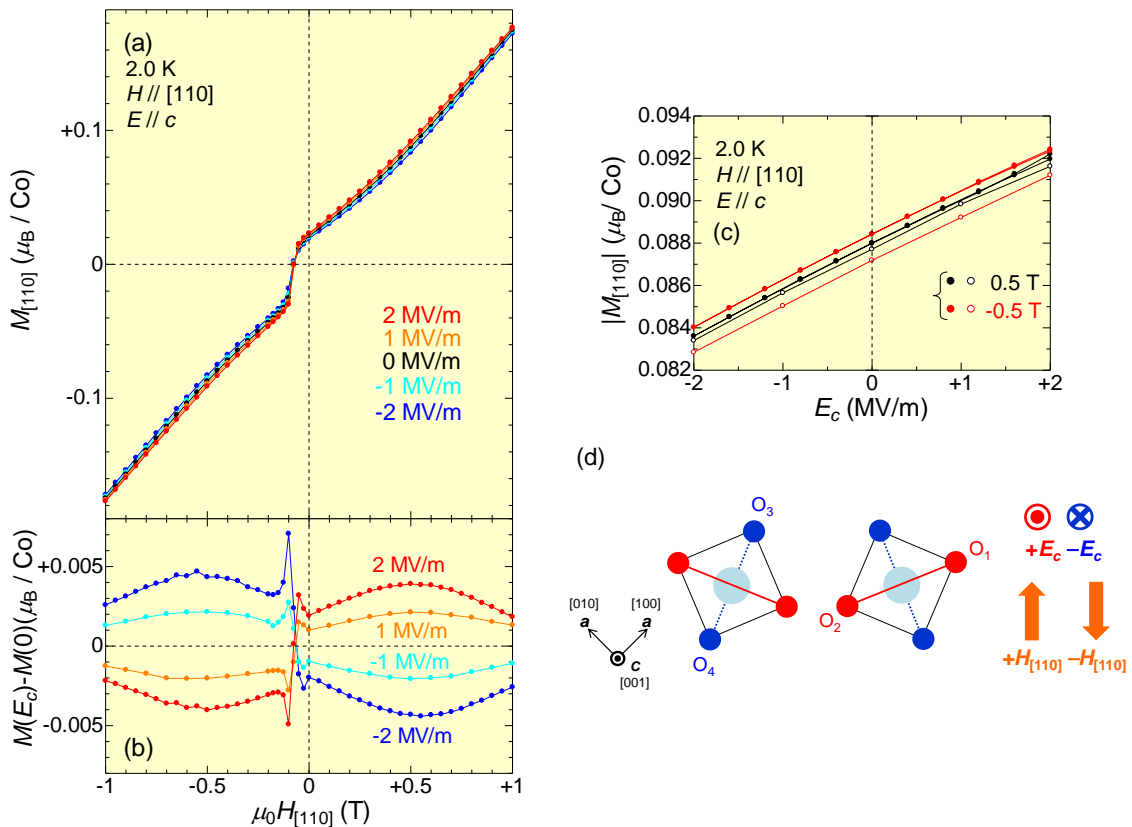 (a)
2.0 K
H // [110]
E // c
+0.1
0
-0.1
M[110] (μB / Co)
2 MV/m
1 MV/m
0 MV/m
-1 MV/m
-2 MV/m
+0.005
0
-0.005
M(Ec)-M(0)(μB / Co)
2 MV/m
1 MV/m
-1 MV/m
-2 MV/m
(b)
-1
-0.5
0
+0.5
+1
μ0H[110] (T)
0.094
0.092
0.090
0.088
0.086
0.084
0.082
|M[110]| (μB/ Co)
2.0 K
H // [110]
E // c
(c)
0.5 T
-0.5 T
-2
-1
0
+1
+2
Ec (MV/m)
(d)
O3
O1
O2
O4
[010]
a
[100]
a
c
[001]
+Ec −Ec
+H[110] −H[110]